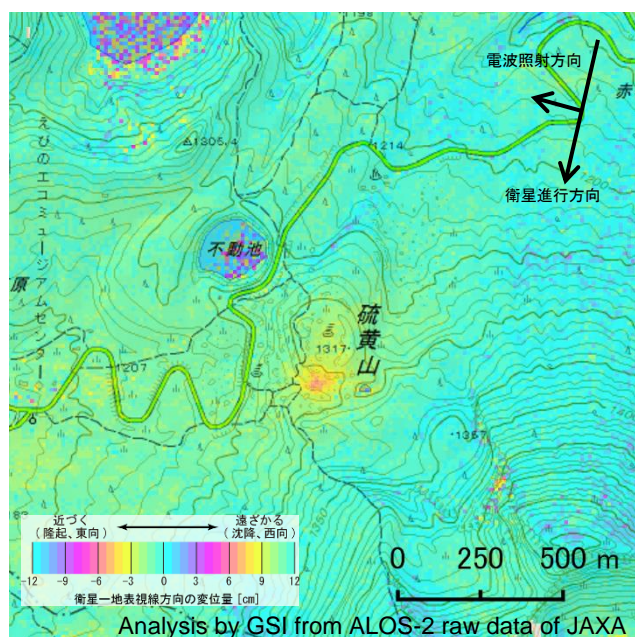 1198
電波照射方向
赤
衛星進行方向
△1305.4
1214
1200
えびのエコミュージアムセンター
不動池
原
硫黄山
1317
1207
1357
1350
近づく
(隆起、東向)
遠ざかる
(沈降、西向)
-12 -9 -6 -3 0 3 6 9 12
衛星ー地表視線方向の変位量 [cm]
0 250 500 m
Analysis by GSI from ALOS-2 raw data of JAXA